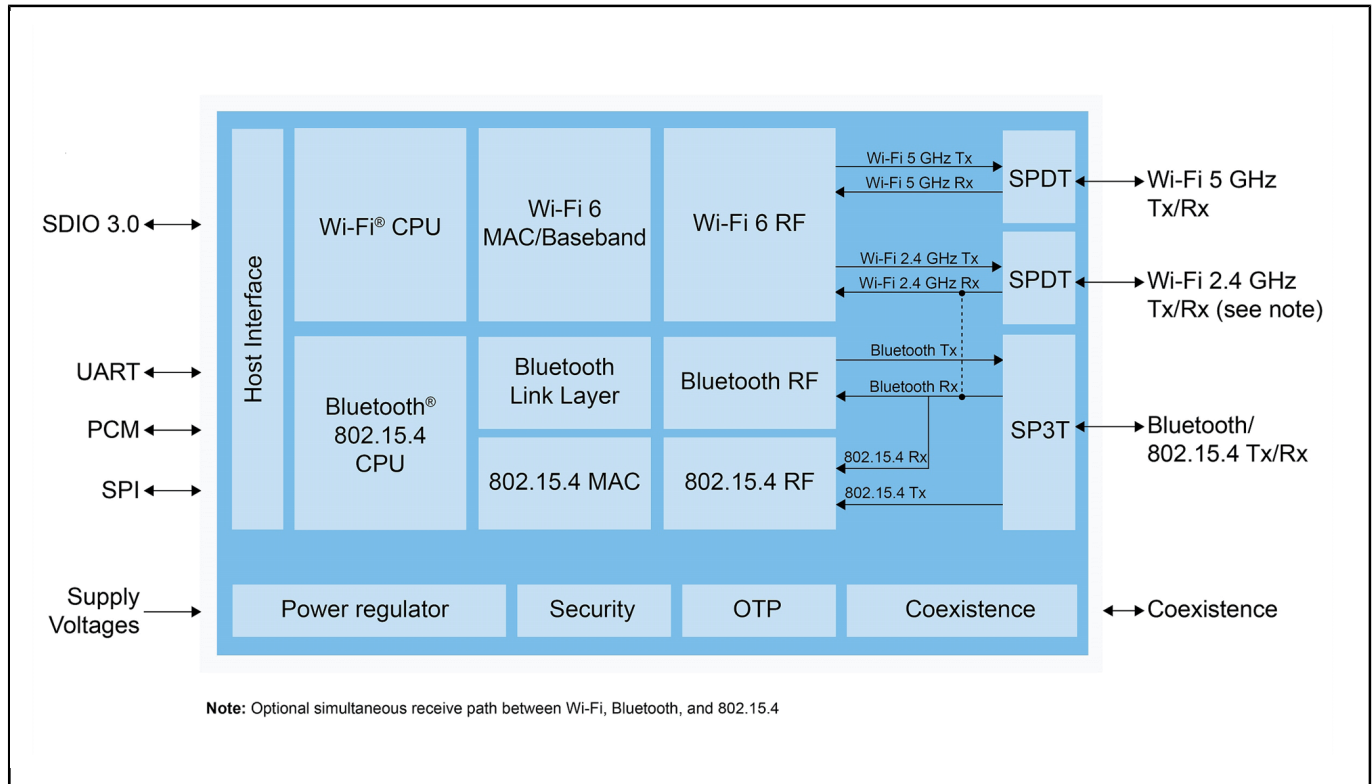 SDIO 3.0
UART
PCM
SPI
Supply
Voltages
Host Interface
Wi-Fi® CPU
Wi-Fi 6
MAC/Baseband
Wi-Fi 6 RF
Wi-Fi 5 GHz Tx
Wi-Fi 5 GHz Rx
SPDT
Wi-Fi 5 GHz
Tx/Rx
Wi-Fi 2.4 GHz Tx
Wi-Fi 2.4 GHz Rx
SPDT
Wi-Fi 2.4 GHz
Tx/Rx (see note)
Bluetooth®
802.15.4
CPU
Bluetooth
Link Layer
Bluetooth RF
Bluetooth Tx
Bluetooth Rx
802.15.4 MAC
802.15.4 RF
802.15.4 Rx
802.15.4 Tx
SP3T
Bluetooth/
802.15.4 Tx/Rx
Power regulator
Security
OTP
Coexistence
Coexistence
Note: Optional simultaneous receive path between Wi-Fi, Bluetooth, and 802.15.4